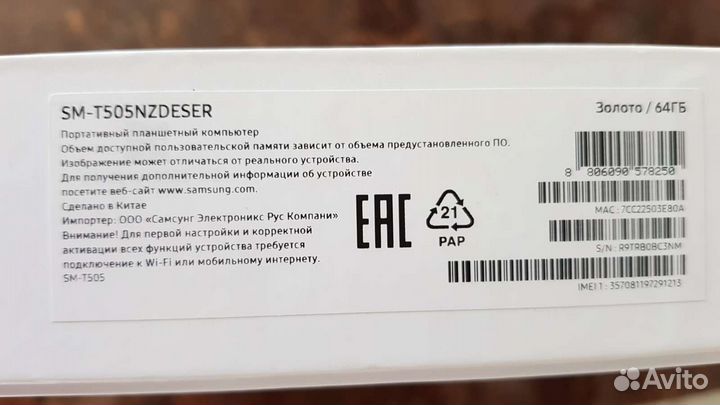 SM-T505NZDESER
Золото / 64ГБ
Портативный планшетный компьютер
Объем доступной пользовательской памяти зависит от объема предустановленного ПО.
Изображение может отличаться от реального устройства.
Для получения дополнительной информации об устройстве
посетите веб-сайт www.samsung.com.
Сделано в Китае
Импортер: ООО «Самсунг Электроникс Рус Компани»
Внимание! Для первой настройки и корректной
активации всех функций устройства требуется
подключение к Wi-Fi или мобильному интернету.
SM-T505
EAC
21
PAP
8 806090 578250
MAC : 7CC22503E80A
S/N : R9TR808C3NM
IMEI 1 : 357081197291213
Avito